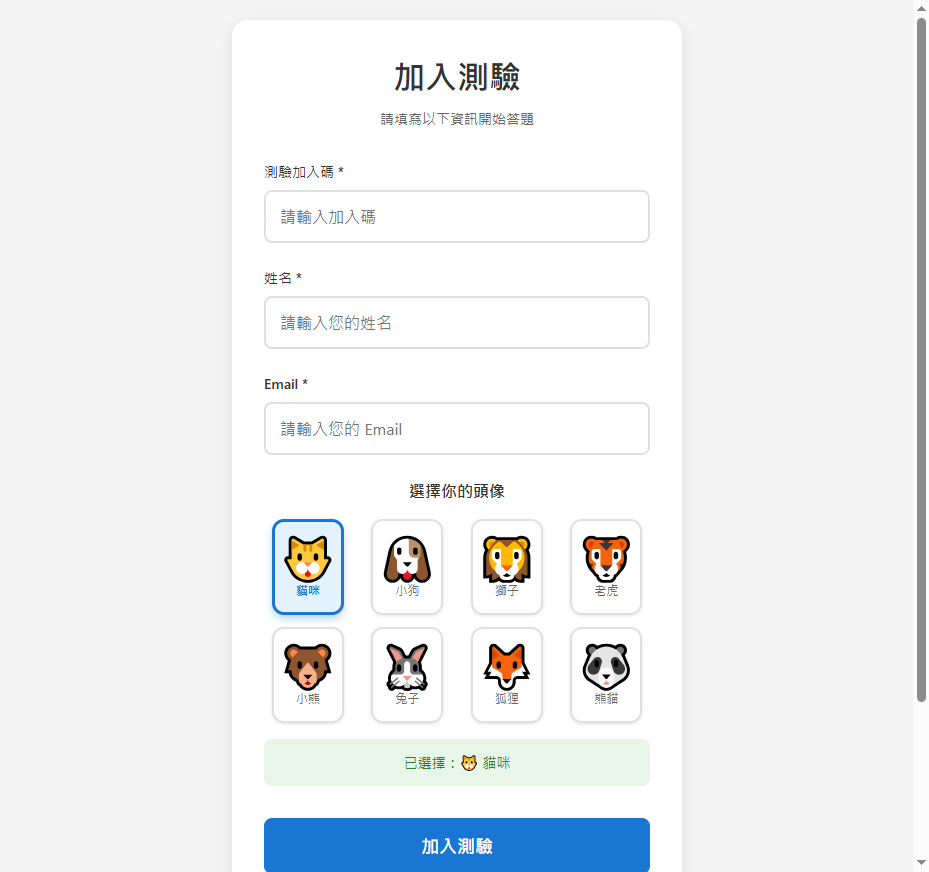 加入測驗
請填寫以下資訊開始答題
測驗加入碼 *
請輸入加入碼
姓名 *
請輸入您的姓名
Email *
請輸入您的 Email
選擇你的頭像
貓咪 小狗 獅子 老虎
小熊 兔子 狐狸 熊貓
已選擇：🐱 貓咪
加入測驗